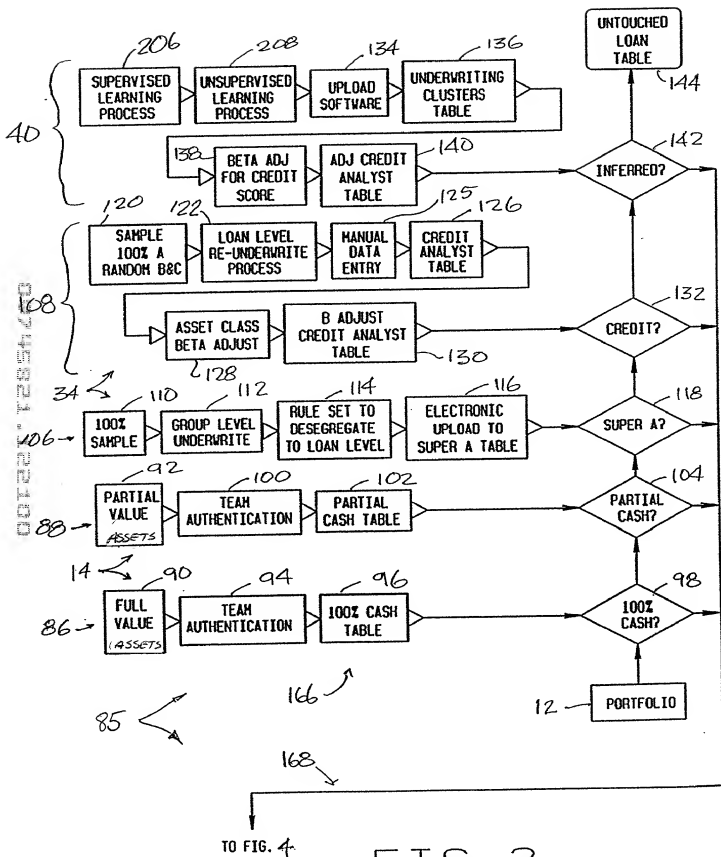 206
208
134
136
UNTOUCHED
LOAN
TABLE
144
SUPERVISED
LEARNING
PROCESS
UNSUPERVISED
LEARNING
PROCESS
UPLOAD
SOFTWARE
UNDERWRITING
CLUSTERS
TABLE
40
138
BETA ADJ
FOR CREDIT
SCORE
ADJ CREDIT
ANALYST
TABLE
140
INFERRED?
142
120
122
125
126
SAMPLE
100% A
RANDOM B&C
LOAN LEVEL
RE-UNDERWRITE
PROCESS
MANUAL
DATA
ENTRY
CREDIT
ANALYST
TABLE
108
ASSET CLASS
BETA ADJUST
128
B ADJUST
CREDIT ANALYST
TABLE
130
CREDIT?
132
34
110
112
114
116
118
106
100%
SAMPLE
GROUP LEVEL
UNDERWRITE
RULE SET TO
DESEGREGATE
TO LOAN LEVEL
ELECTRONIC
UPLOAD TO
SUPER A TABLE
SUPER A?
92
100
102
104
88
PARTIAL
VALUE
ASSETS
TEAM
AUTHENTICATION
PARTIAL
CASH TABLE
PARTIAL
CASH?
14
90
94
96
98
86
FULL
VALUE
(ASSETS)
TEAM
AUTHENTICATION
100% CASH
TABLE
100%
CASH?
166
85
12
PORTFOLIO
168
TO FIG. 4